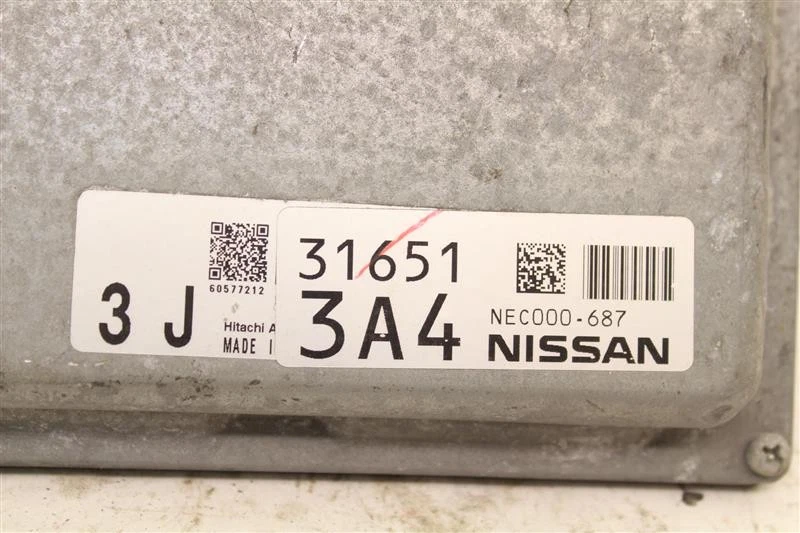 60577212
3 J
Hitachi A
MADE I
31651
3A4
NEC000-687
NISSAN